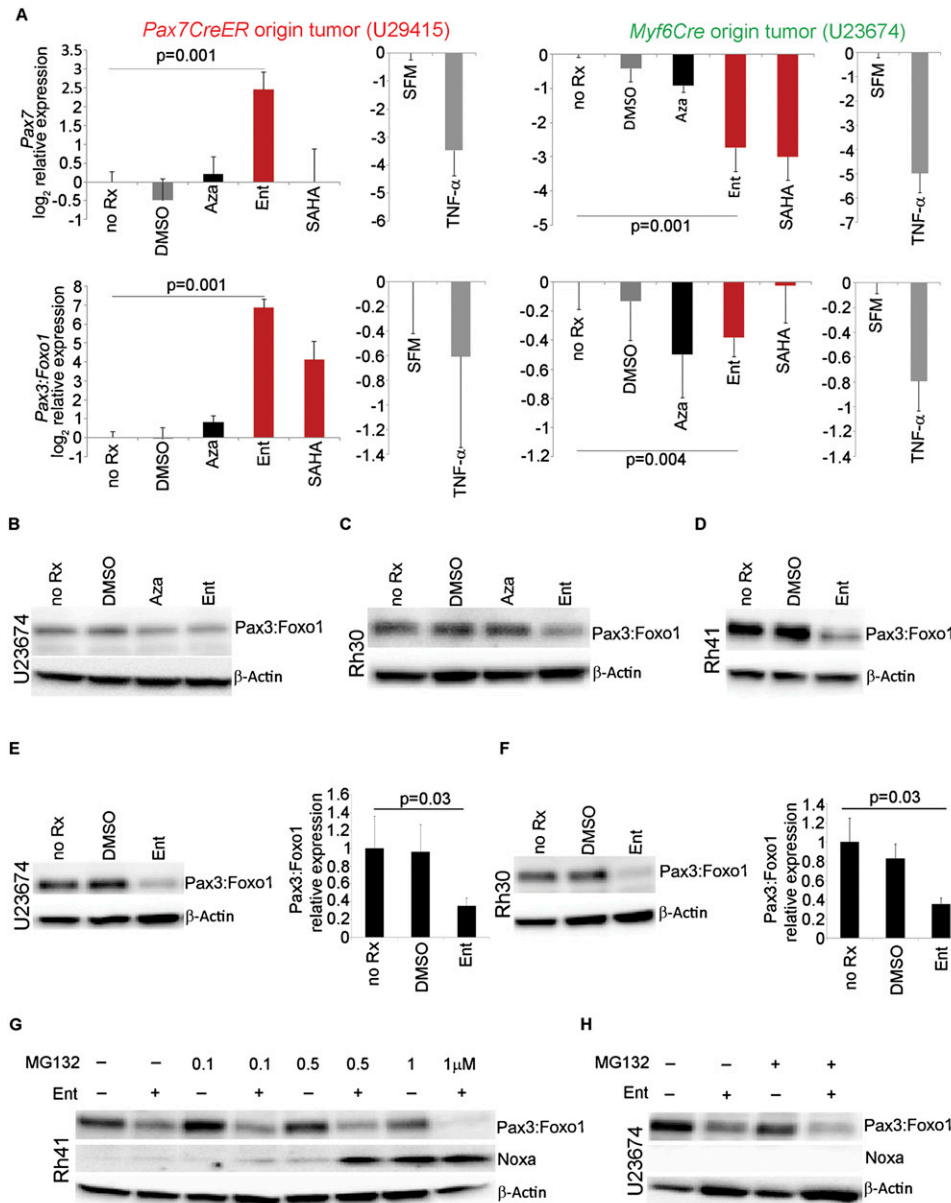 A
Pax7CreER origin tumor (U29415)
Myf6Cre origin tumor (U23674)
Pax7
log2 relative expression
3
2.5
2
1.5
1
0.5
0
-0.5
-1
p=0.001
no Rx
DMSO
Aza
Ent
SAHA
0
-1
-2
-3
-4
-5
-6
SFM
TNF-α
0
-1
-2
-3
-4
-5
no Rx
DMSO
Aza
Ent
SAHA
p=0.001
0
-1
-2
-3
-4
-5
-6
-7
SFM
TNF-α
Pax3:Foxo1
log2 relative expression
8
7
6
5
4
3
2
1
0
-1
p=0.001
no Rx
DMSO
Aza
Ent
SAHA
0
-0.2
-0.4
-0.6
-0.8
-1
-1.2
-1.4
SFM
TNF-α
0
-0.2
-0.4
-0.6
-0.8
-1
-1.2
no Rx
DMSO
Aza
Ent
SAHA
p=0.004
0
-0.2
-0.4
-0.6
-0.8
-1
-1.2
-1.4
SFM
TNF-α
B
no Rx
DMSO
Aza
Ent
U23674
Pax3:Foxo1
β-Actin
C
no Rx
DMSO
Aza
Ent
Rh30
Pax3:Foxo1
β-Actin
D
no Rx
DMSO
Ent
Rh41
Pax3:Foxo1
β-Actin
E
no Rx
DMSO
Ent
U23674
Pax3:Foxo1
β-Actin
Pax3:Foxo1
relative expression
1.6
1.4
1.2
1
0.8
0.6
0.4
0.2
0
p=0.03
no Rx
DMSO
Ent
F
no Rx
DMSO
Ent
Rh30
Pax3:Foxo1
β-Actin
Pax3:Foxo1
relative expression
1.4
1.2
1
0.8
0.6
0.4
0.2
0
p=0.03
no Rx
DMSO
Ent
G
MG132 – – 0.1 0.1 0.5 0.5 1 1μM
Ent – + – + – + – +
Rh41
Pax3:Foxo1
Noxa
β-Actin
H
MG132 – – + +
Ent – + – +
U23674
Pax3:Foxo1
Noxa
β-Actin